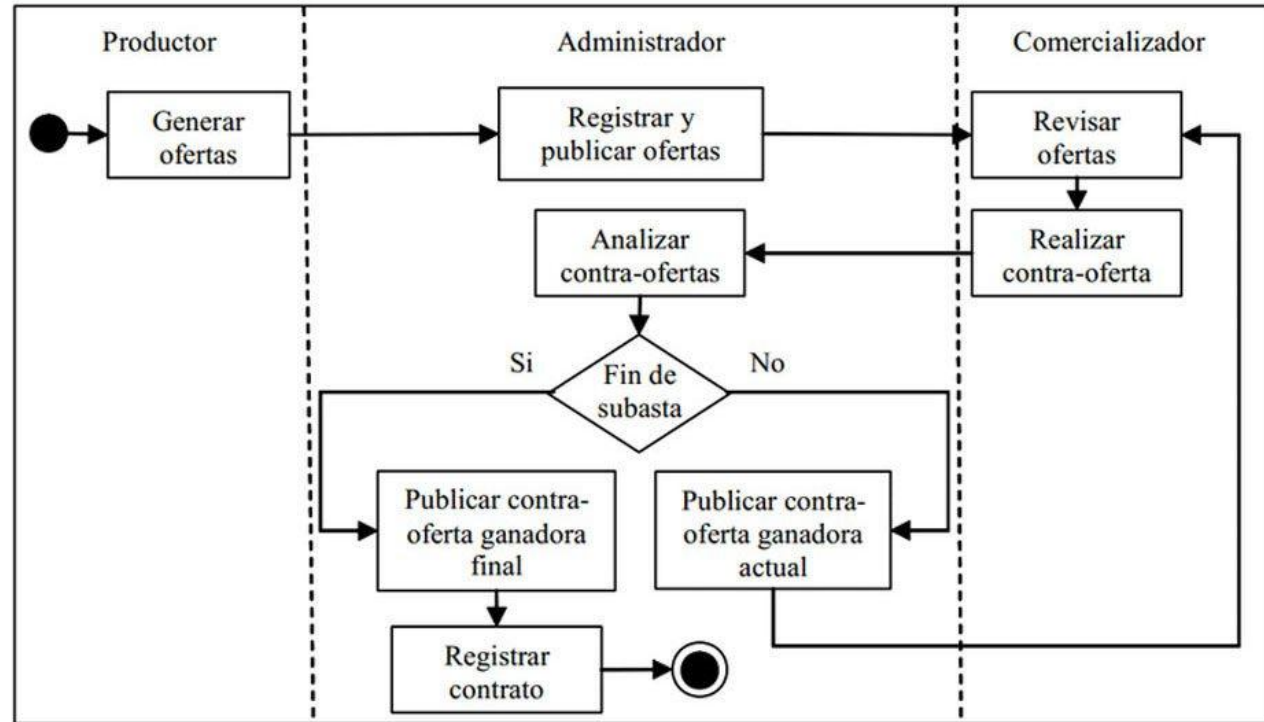 Productor
Administrador
Comercializador
Generar
ofertas
Registrar y
publicar ofertas
Revisar
ofertas
Analizar
contra-ofertas
Realizar
contra-oferta
Si
Fin de
subasta
No
Publicar contra-
oferta ganadora
final
Publicar contra-
oferta ganadora
actual
Registrar
contrato